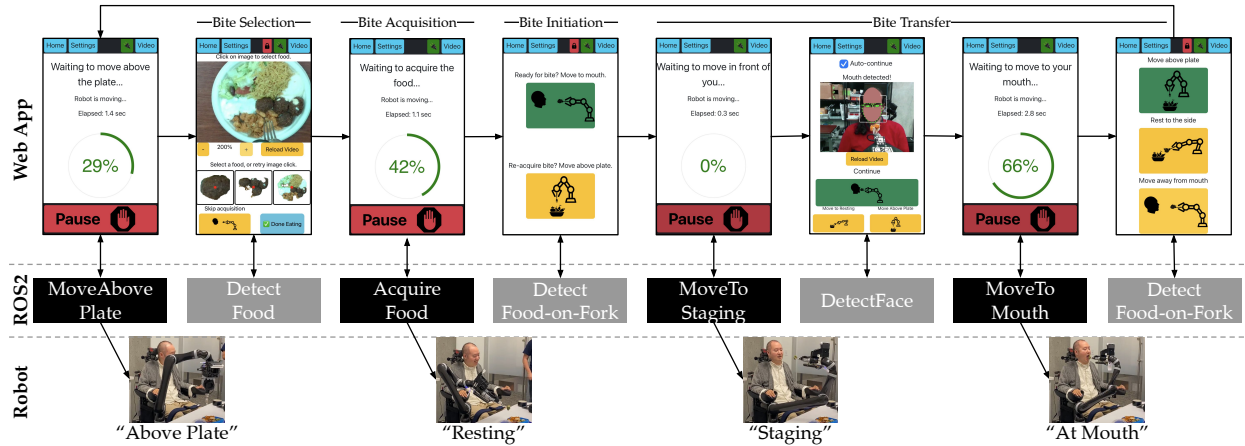 Bite Selection
Bite Acquisition
Bite Initiation
Bite Transfer
Web App
Home Settings Video
Waiting to move above
the plate...
Robot is moving...
Elapsed: 1.4 sec
29%
Pause
Home Settings Video
Click on image to select food.
- 200% + Reload Video
Select a food, or retry image click.
Skip acquisition
✅ Done Eating
Home Settings Video
Waiting to acquire the
food...
Robot is moving...
Elapsed: 1.1 sec
42%
Pause
Home Settings Video
Ready for bite? Move to mouth.
Re-acquire bite? Move above plate.
Home Settings Video
Waiting to move in front of
you...
Robot is moving...
Elapsed: 0.3 sec
0%
Pause
Home Settings Video
Auto-continue
Mouth detected!
Reload Video
Continue
Move to Resting Move Above Plate
Home Settings Video
Waiting to move to your
mouth...
Robot is moving...
Elapsed: 2.8 sec
66%
Pause
Home Settings Video
Move above plate
Rest to the side
Move away from mouth
ROS2
MoveAbove
Plate
Detect
Food
Acquire
Food
Detect
Food-on-Fork
MoveTo
Staging
DetectFace
MoveTo
Mouth
Detect
Food-on-Fork
Robot
“Above Plate”
“Resting”
“Staging”
“At Mouth”